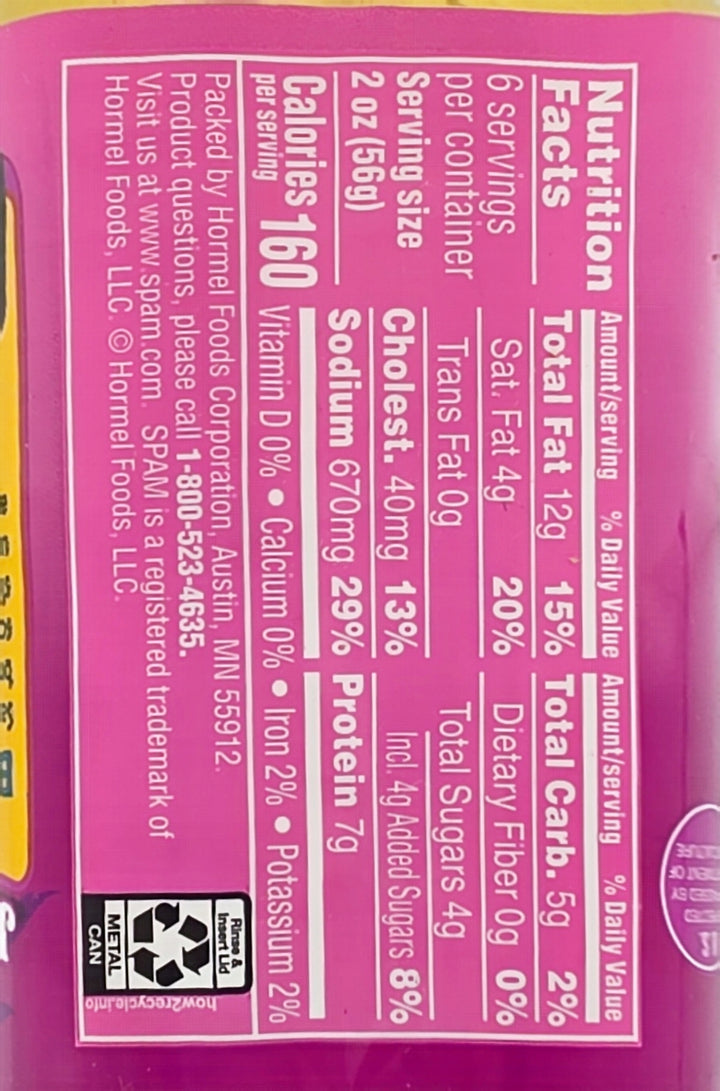 Nutrition
Facts
6 servings
per container
Serving size
2 oz (56g)
Calories 160
per serving
Amount/serving % Daily Value
Total Fat 12g 15%
Sat. Fat 4g 20%
Trans Fat 0g
Cholest. 40mg 13%
Sodium 670mg 29%
Amount/serving % Daily Value
Total Carb. 5g 2%
Dietary Fiber 0g 0%
Total Sugars 4g
Incl. 4g Added Sugars 8%
Protein 7g
Vitamin D 0% • Calcium 0% • Iron 2% • Potassium 2%
Packed by Hormel Foods Corporation, Austin, MN 55912.
Product questions, please call 1-800-523-4635.
Visit us at www.spam.com. SPAM is a registered trademark of
Hormel Foods, LLC. © Hormel Foods, LLC.
Rinse &
Insert Lid
METAL
CAN
how2recycle.info